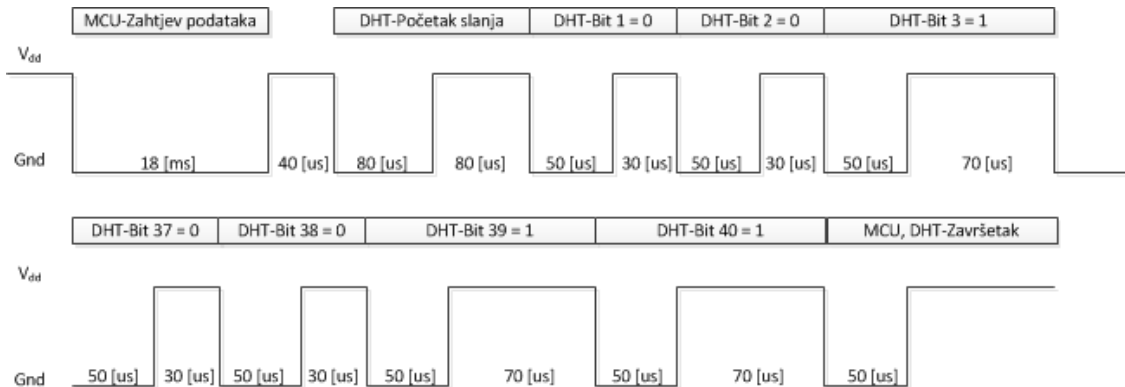 MCU-Zahtjev podataka DHT-Početak slanja DHT-Bit 1 = 0 DHT-Bit 2 = 0 DHT-Bit 3 = 1
Vdd
Gnd 18 [ms] 40 [us] 80 [us] 80 [us] 50 [us] 30 [us] 50 [us] 30 [us] 50 [us] 70 [us]
DHT-Bit 37 = 0 DHT-Bit 38 = 0 DHT-Bit 39 = 1 DHT-Bit 40 = 1 MCU, DHT-Završetak
Vdd
Gnd 50 [us] 30 [us] 50 [us] 30 [us] 50 [us] 70 [us] 50 [us] 70 [us] 50 [us]